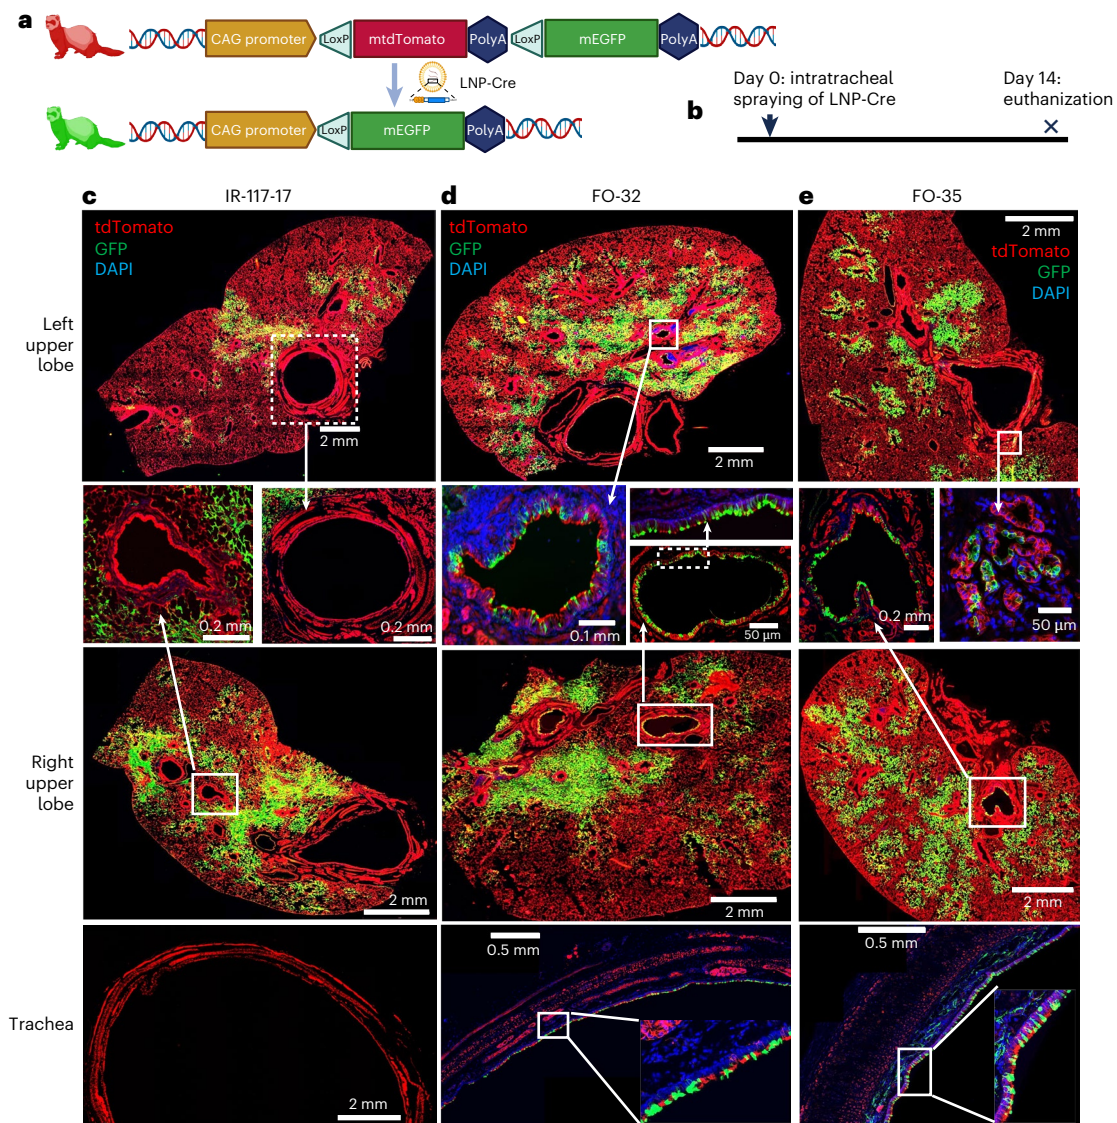 a
CAG promoter LoxP mtdTomato PolyA LoxP mEGFP PolyA
LNP-Cre
CAG promoter LoxP mEGFP PolyA
b
Day 0: intratracheal
spraying of LNP-Cre
Day 14:
euthanization
c IR-117-17 d FO-32 e FO-35
Left
upper
lobe
tdTomato
GFP
DAPI
2 mm
tdTomato
GFP
DAPI
2 mm
2 mm
tdTomato
GFP
DAPI
0.2 mm
0.2 mm
0.1 mm
50 µm
0.2 mm
50 µm
Right
upper
lobe
2 mm
2 mm
2 mm
Trachea
2 mm
0.5 mm
0.5 mm